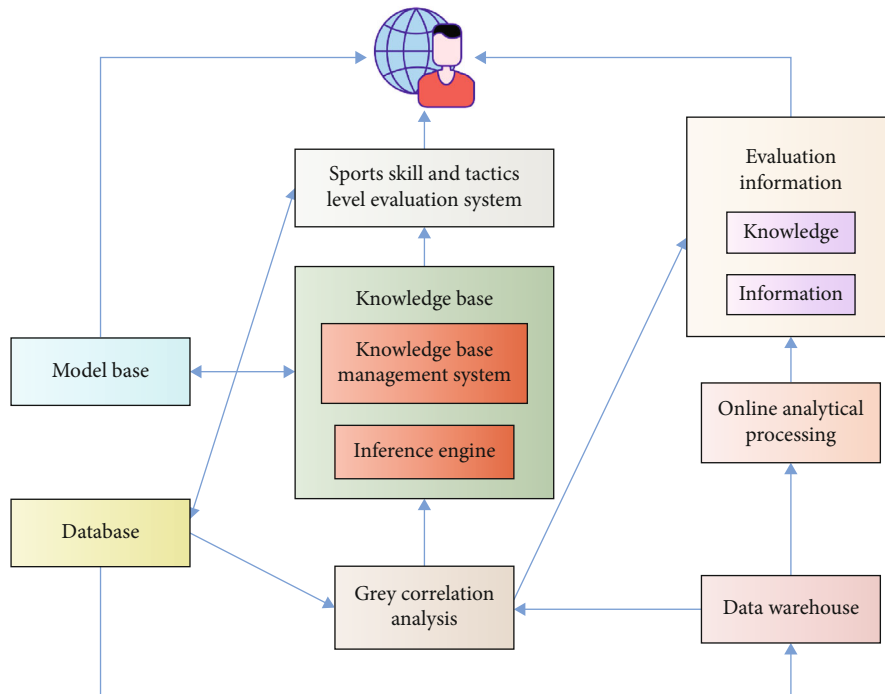 Sports skill and tactics
level evaluation system
Evaluation
information
Knowledge
Information
Knowledge base
Knowledge base
management system
Inference engine
Model base
Online analytical
processing
Database
Grey correlation
analysis
Data warehouse